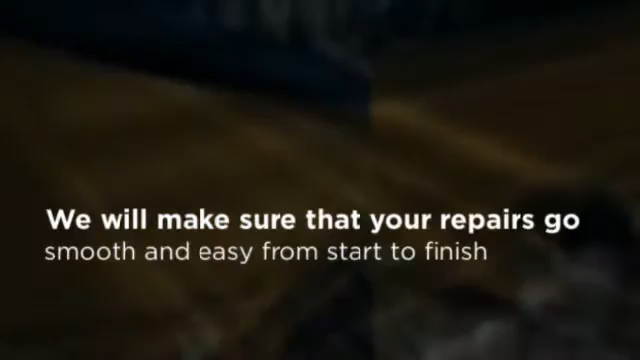 We will make sure that your repairs go
smooth and easy from start to finish